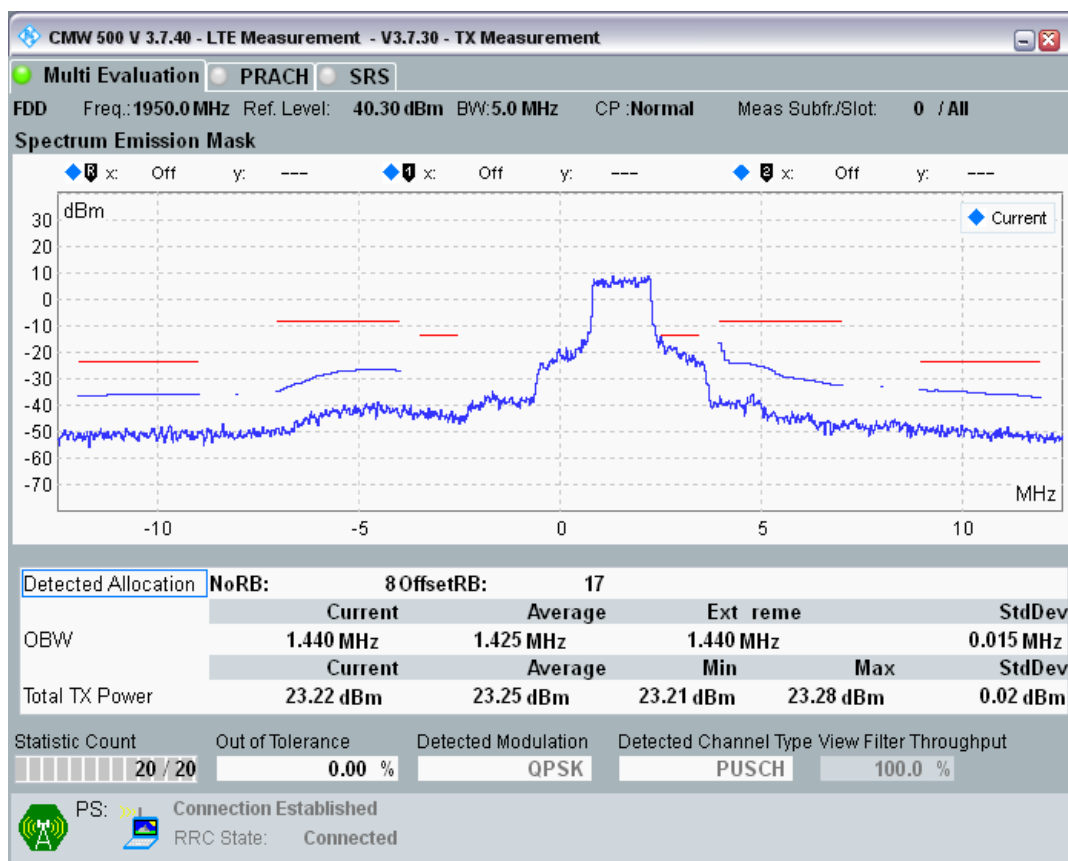 CMW 500 V 3.7.40 - LTE Measurement - V3.7.30 - TX Measurement
Multi Evaluation PRACH SRS
FDD Freq.:1950.0 MHz Ref. Level: 40.30 dBm BW:5.0 MHz CP :Normal Meas Subfr./Slot: 0 / All
Spectrum Emission Mask
R x: Off y: --- 1 x: Off y: --- 2 x: Off y: ---
dBm
Current
30
20
10
0
-10
-20
-30
-40
-50
-60
-70
MHz
-10 -5 0 5 10
Detected Allocation NoRB: 8 OffsetRB: 17
Current Average Ext reme StdDev
OBW 1.440 MHz 1.425 MHz 1.440 MHz 0.015 MHz
Current Average Min Max StdDev
Total TX Power 23.22 dBm 23.25 dBm 23.21 dBm 23.28 dBm 0.02 dBm
Statistic Count Out of Tolerance Detected Modulation Detected Channel Type View Filter Throughput
20 / 20 0.00 % QPSK PUSCH 100.0 %
PS: Connection Established
RRC State: Connected